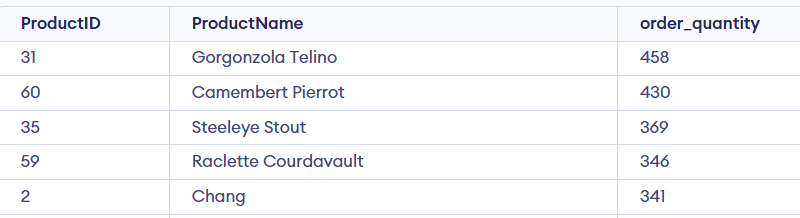 ProductID ProductName order_quantity
31 Gorgonzola Telino 458
60 Camembert Pierrot 430
35 Steeleye Stout 369
59 Raclette Courdavault 346
2 Chang 341